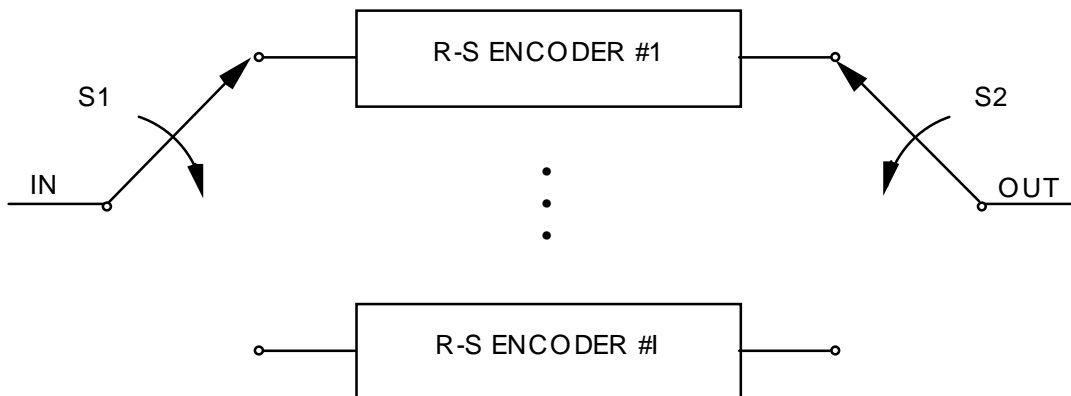 R-S ENCODER #1
S1
S2
IN
OUT
R-S ENCODER #I